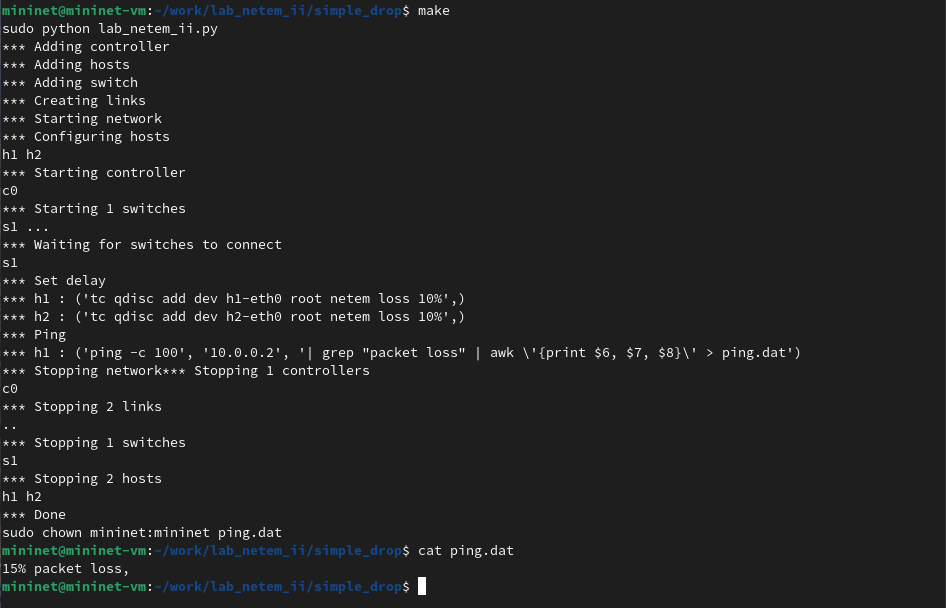 mininet@mininet-vm:~/work/lab_netem_ii/simple_drop$ make
sudo python lab_netem_ii.py
*** Adding controller
*** Adding hosts
*** Adding switch
*** Creating links
*** Starting network
*** Configuring hosts
h1 h2
*** Starting controller
c0
*** Starting 1 switches
s1 ...
*** Waiting for switches to connect
s1
*** Set delay
*** h1 : ('tc qdisc add dev h1-eth0 root netem loss 10%',)
*** h2 : ('tc qdisc add dev h2-eth0 root netem loss 10%',)
*** Ping
*** h1 : ('ping -c 100', '10.0.0.2', '| grep "packet loss" | awk \'{print $6, $7, $8}\' > ping.dat')
*** Stopping network*** Stopping 1 controllers
c0
*** Stopping 2 links
..
*** Stopping 1 switches
s1
*** Stopping 2 hosts
h1 h2
*** Done
sudo chown mininet:mininet ping.dat
mininet@mininet-vm:~/work/lab_netem_ii/simple_drop$ cat ping.dat
15% packet loss,
mininet@mininet-vm:~/work/lab_netem_ii/simple_drop$